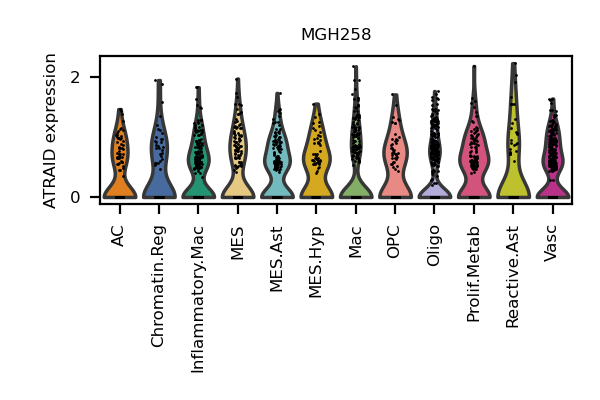 MGH258
ATRAID expression
2
0
AC
Chromatin.Reg
Inflammatory.Mac
MES
MES.Ast
MES.Hyp
Mac
OPC
Oligo
Prolif.Metab
Reactive.Ast
Vasc